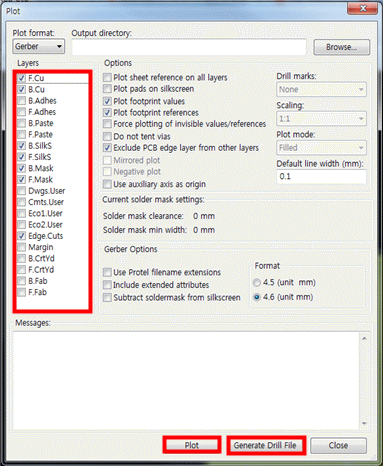 Plot
Plot format:
Output directory:
Gerber
Browse...
Layers
F.Cu
B.Cu
B.Adhes
F.Adhes
B.Paste
F.Paste
B.SilkS
F.SilkS
B.Mask
F.Mask
Dwgs.User
Cmts.User
Eco1.User
Eco2.User
Edge.Cuts
Margin
B.CrtYd
F.CrtYd
B.Fab
F.Fab
Options
Plot sheet reference on all layers
Plot pads on silkscreen
Plot footprint values
Plot footprint references
Force plotting of invisible values/references
Do not tent vias
Exclude PCB edge layer from other layers
Mirrored plot
Negative plot
Use auxiliary axis as origin
Drill marks:
None
Scaling:
1:1
Plot mode:
Filled
Default line width (mm):
0.1
Current solder mask settings:
Solder mask clearance: 0 mm
Solder mask min width: 0 mm
Gerber Options
Use Protel filename extensions
Include extended attributes
Subtract soldermask from silkscreen
Format
4.5 (unit mm)
4.6 (unit mm)
Messages:
Plot
Generate Drill File
Close